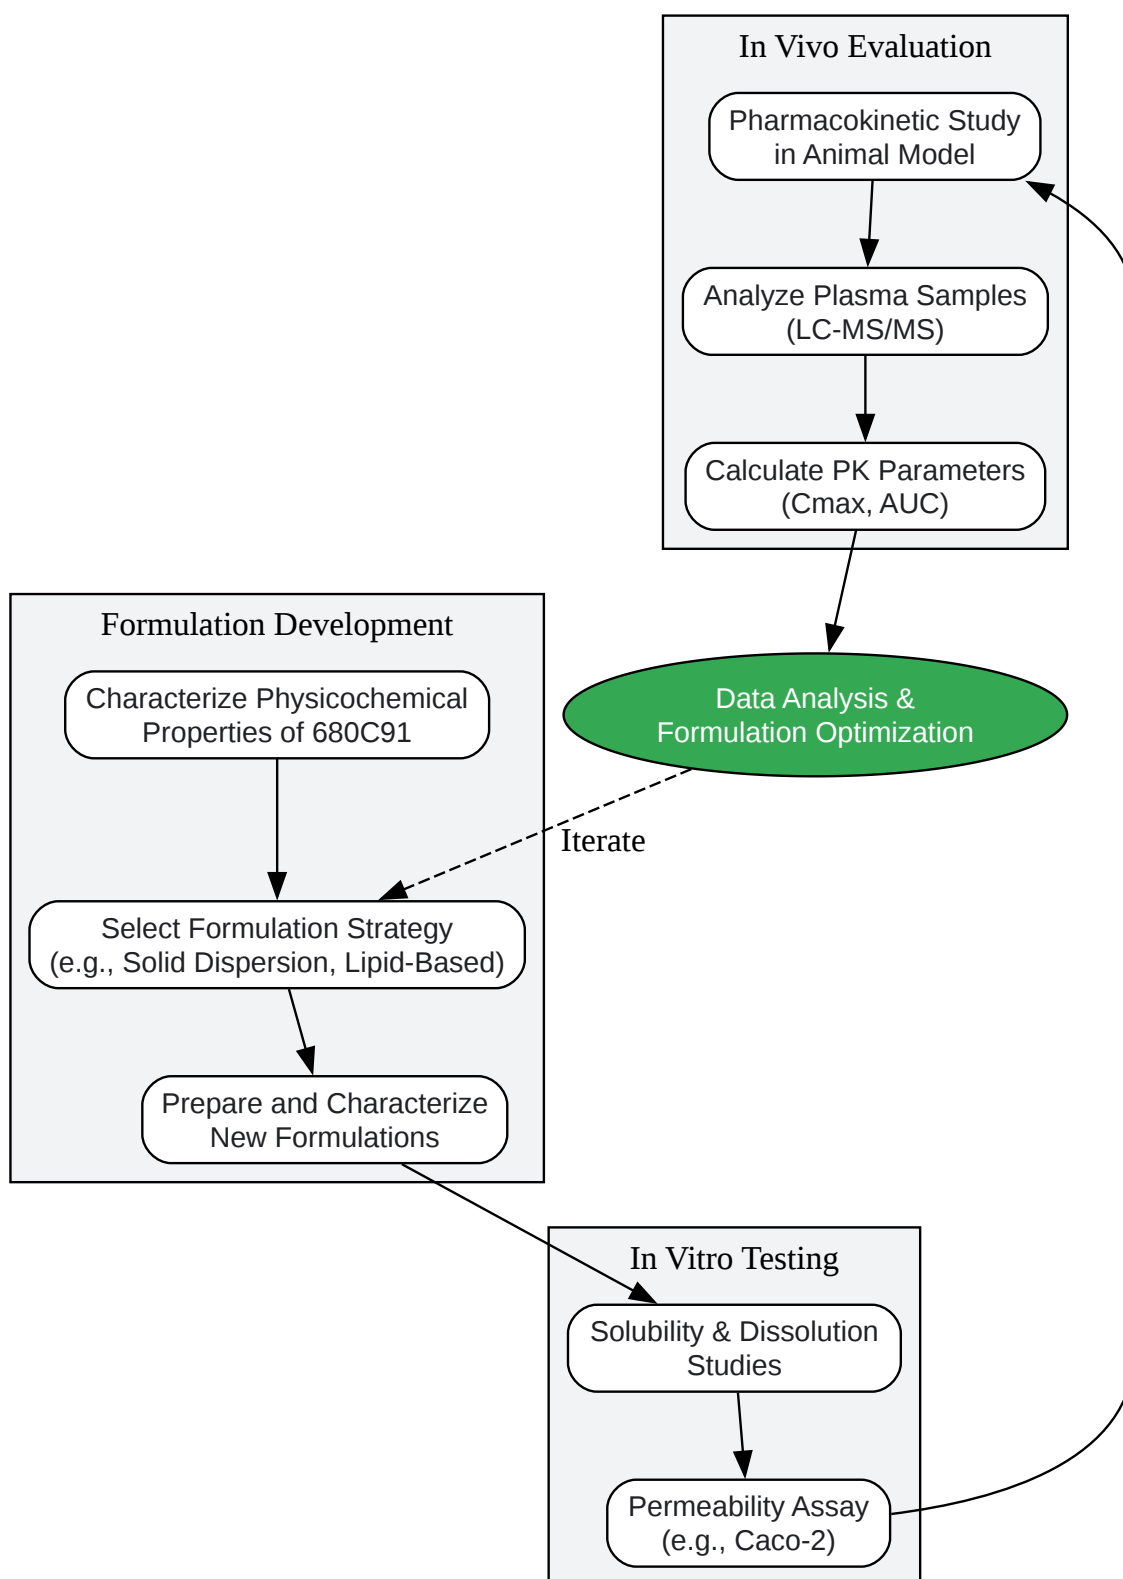 In Vivo Evaluation
Pharmacokinetic Study
in Animal Model
Analyze Plasma Samples
(LC-MS/MS)
Calculate PK Parameters
(Cmax, AUC)
Formulation Development
Characterize Physicochemical
Properties of 680C91
Data Analysis &
Formulation Optimization
Iterate
Select Formulation Strategy
(e.g., Solid Dispersion, Lipid-Based)
Prepare and Characterize
New Formulations
In Vitro Testing
Solubility & Dissolution
Studies
Permeability Assay
(e.g., Caco-2)